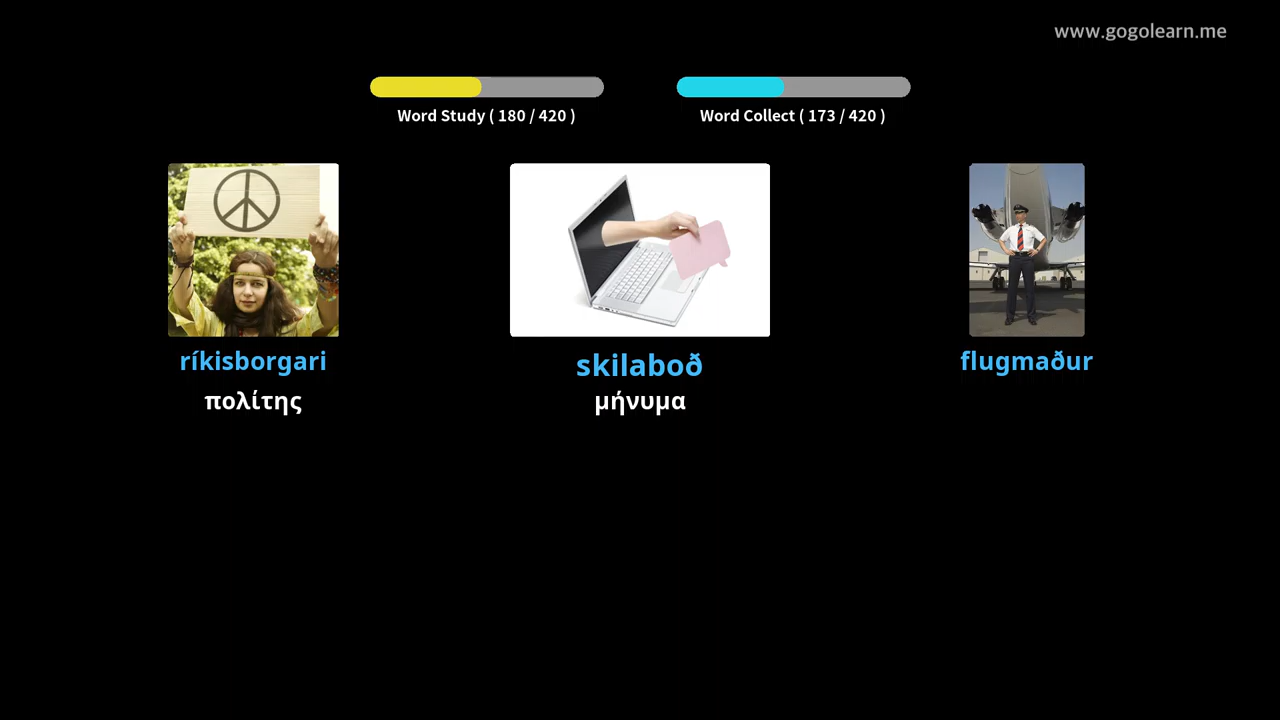 www.gogolearn.me
Word Study ( 180 / 420 )
Word Collect ( 173 / 420 )
ríkisborgari
πολίτης
skilaboð
μήνυμα
flugmaður